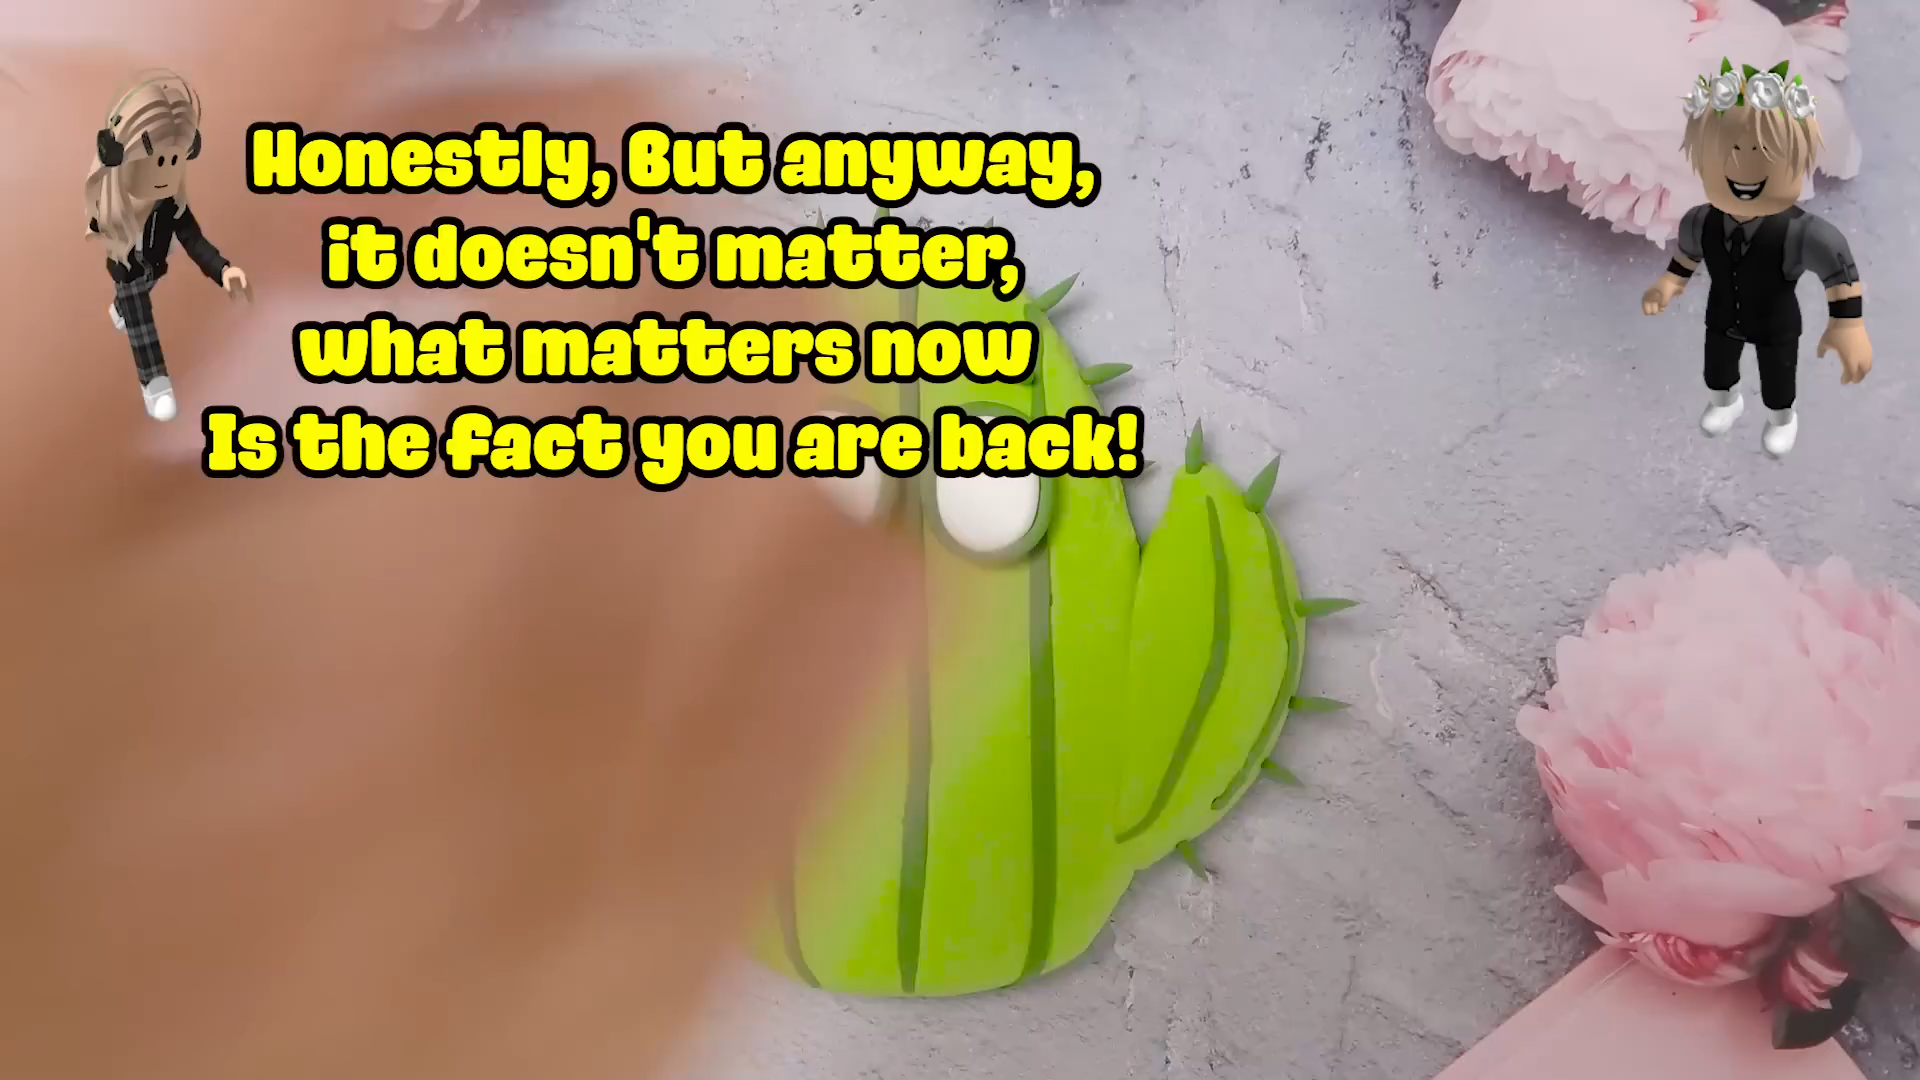 Honestly, But anyway,
it doesn't matter,
what matters now
Is the fact you are back!